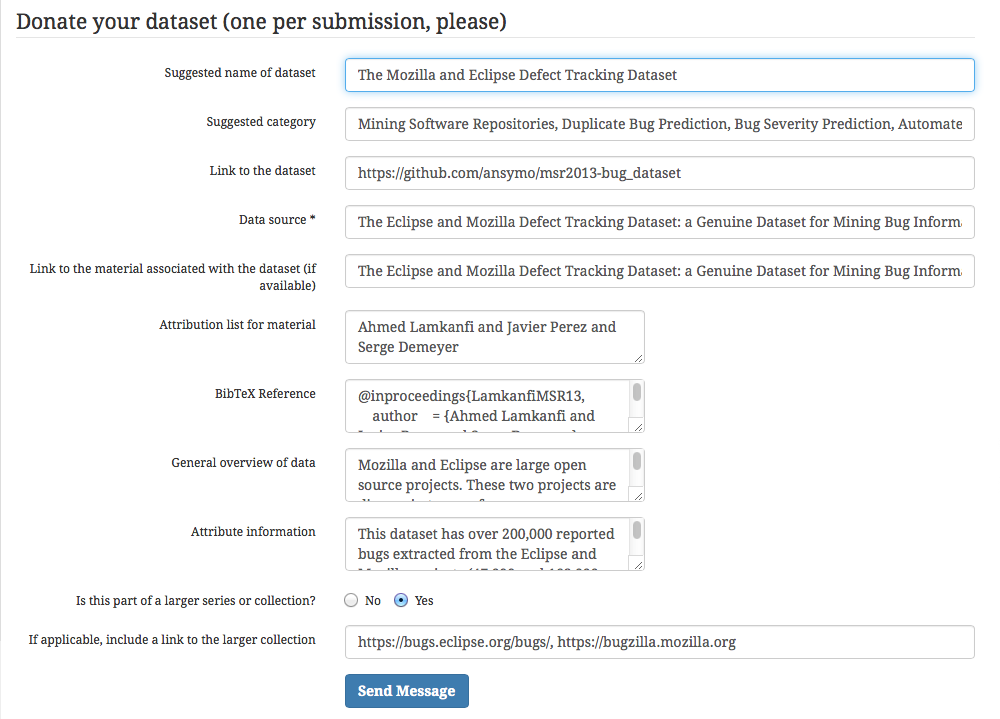 Donate your dataset (one per submission, please)
Suggested name of dataset
The Mozilla and Eclipse Defect Tracking Dataset
Suggested category
Mining Software Repositories, Duplicate Bug Prediction, Bug Severity Prediction, Automate
Link to the dataset
https://github.com/ansymo/msr2013-bug_dataset
Data source *
The Eclipse and Mozilla Defect Tracking Dataset: a Genuine Dataset for Mining Bug Inform
Link to the material associated with the dataset (if
available)
The Eclipse and Mozilla Defect Tracking Dataset: a Genuine Dataset for Mining Bug Inform
Attribution list for material
Ahmed Lamkanfi and Javier Perez and
Serge Demeyer
BibTeX Reference
@inproceedings{LamkanfiMSR13,
author = {Ahmed Lamkanfi and
General overview of data
Mozilla and Eclipse are large open
source projects. These two projects are
Attribute information
This dataset has over 200,000 reported
bugs extracted from the Eclipse and
Is this part of a larger series or collection?
No
Yes
If applicable, include a link to the larger collection
https://bugs.eclipse.org/bugs/, https://bugzilla.mozilla.org
Send Message